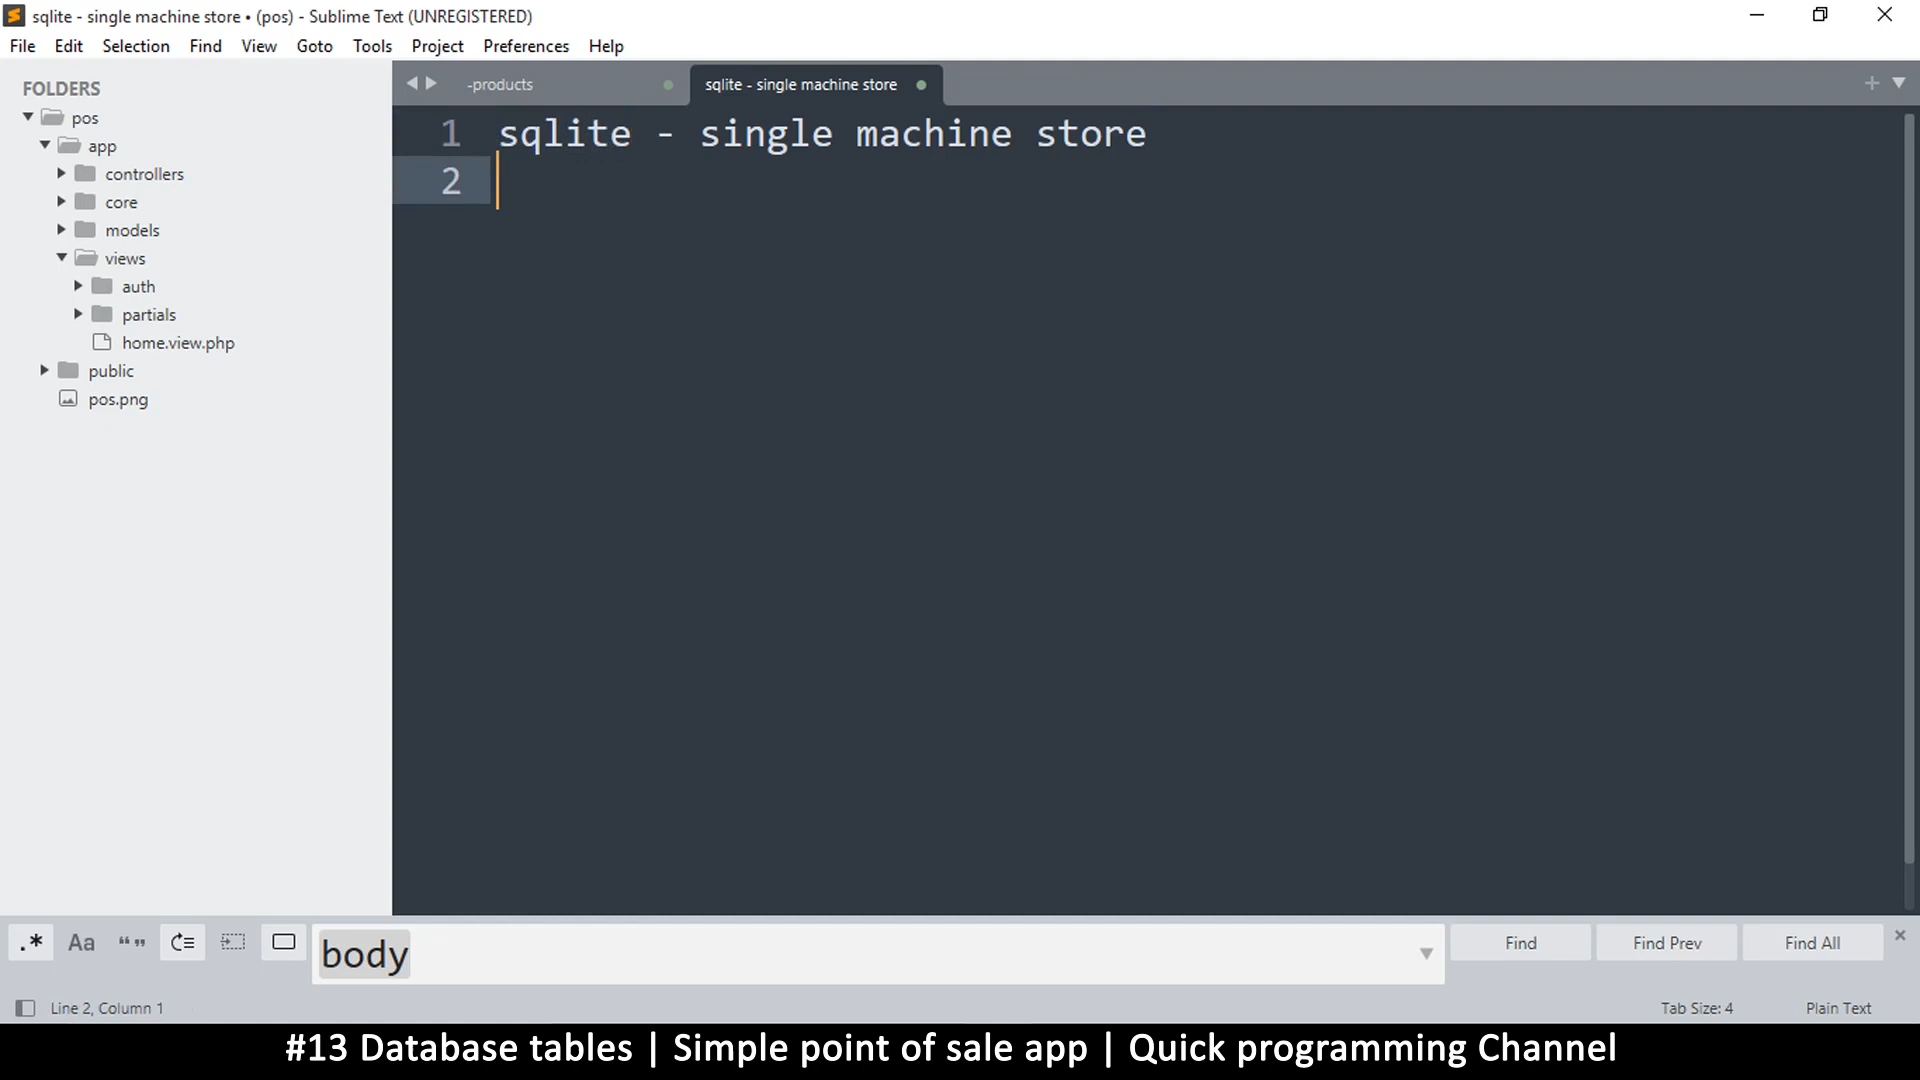 sqlite - single machine store • (pos) - Sublime Text (UNREGISTERED)
File Edit Selection Find View Goto Tools Project Preferences Help
FOLDERS
pos
app
controllers
core
models
views
auth
partials
home.view.php
public
pos.png
-products
sqlite - single machine store
1 sqlite - single machine store
2
.* Aa “” body Find Find Prev Find All
Line 2, Column 1 Tab Size: 4 Plain Text
#13 Database tables | Simple point of sale app | Quick programming Channel